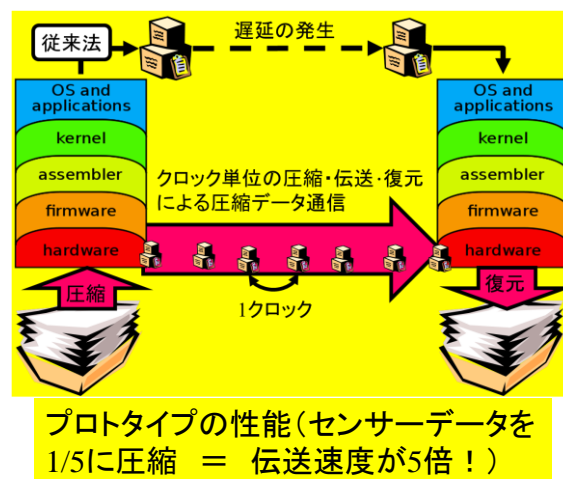 従来法
遅延の発生
OS and
applications
kernel
assembler
firmware
hardware
OS and
applications
kernel
assembler
firmware
hardware
クロック単位の圧縮・伝送・復元
による圧縮データ通信
1クロック
圧縮
復元
プロトタイプの性能（センサーデータを
1/5に圧縮　＝　伝送速度が5倍！）